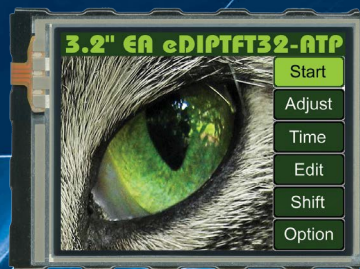 3.2" EA eDIPTFT32-ATP
Start
Adjust
Time
Edit
Shift
Option